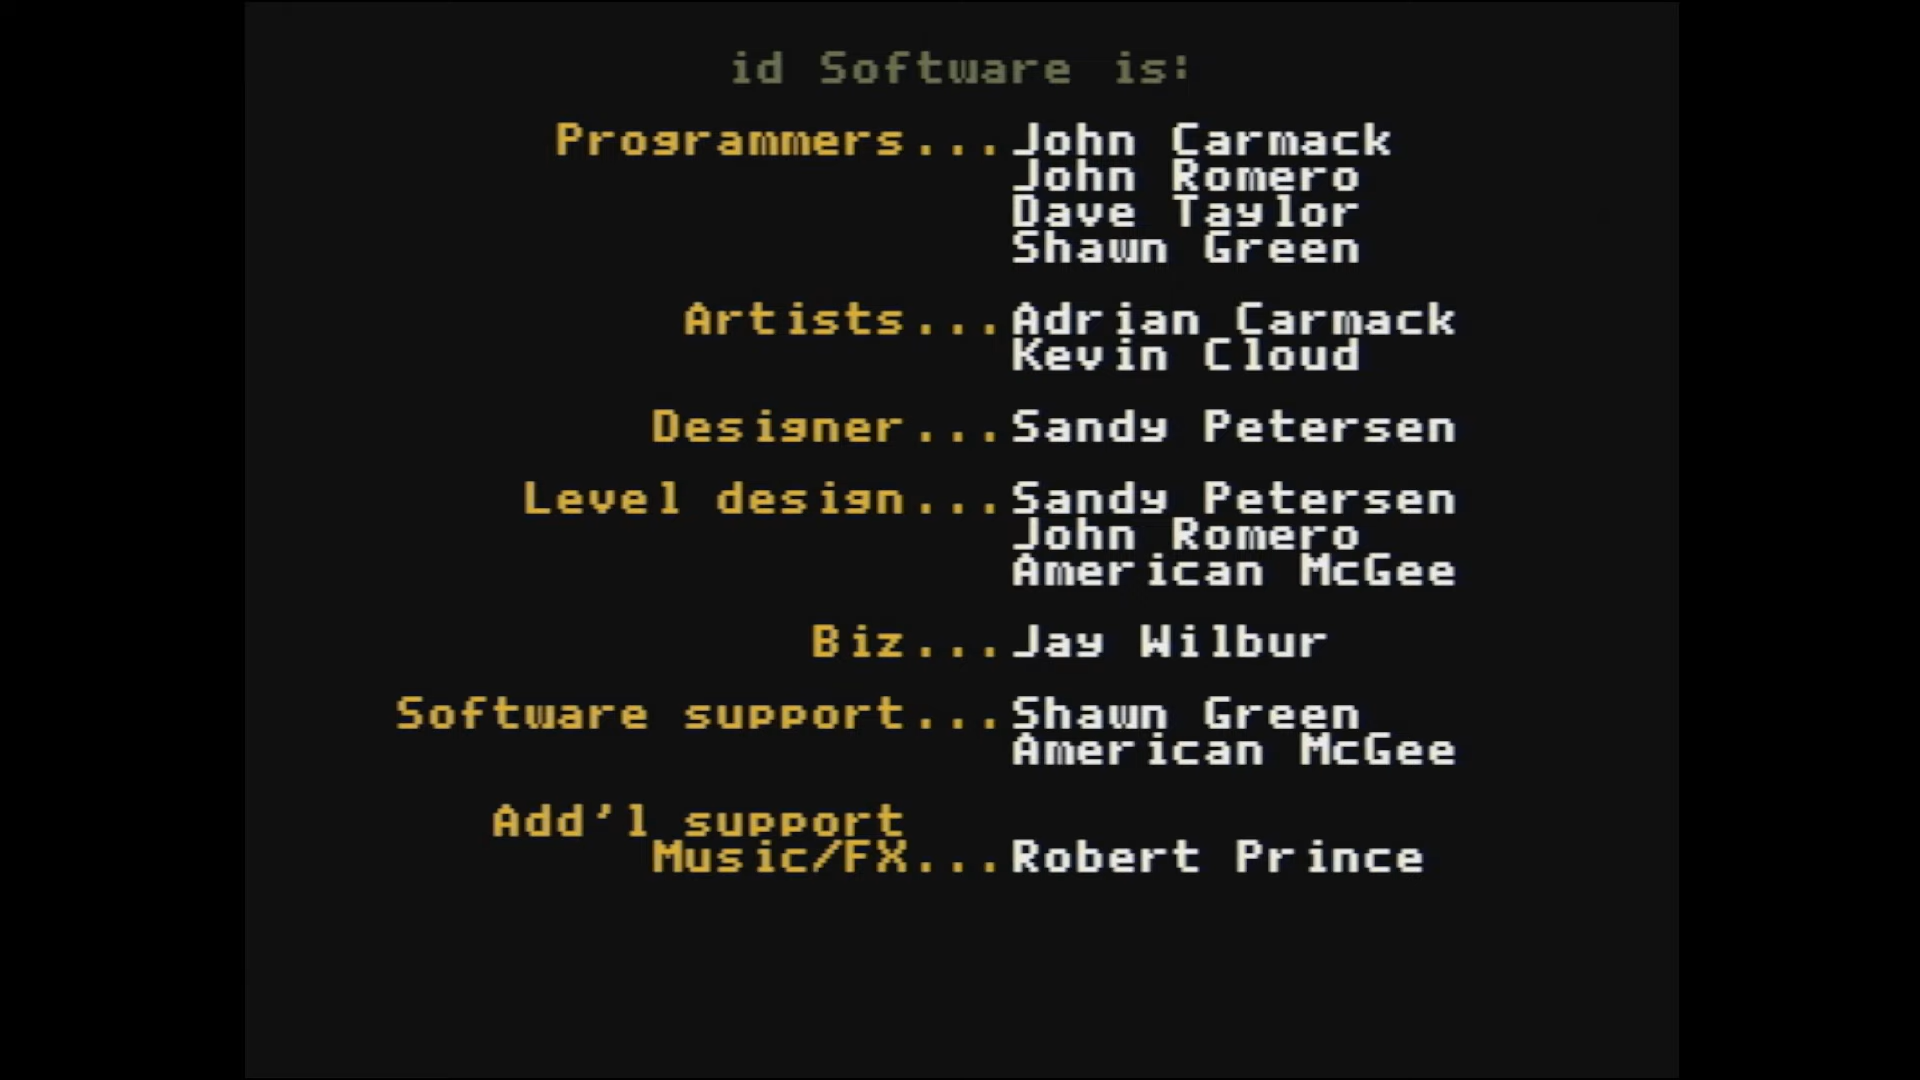 id Software is:
Programmers...John Carmack
John Romero
Dave Taylor
Shawn Green
Artists...Adrian Carmack
Kevin Cloud
Designer...Sandy Petersen
Level design...Sandy Petersen
John Romero
American McGee
Biz...Jay Wilbur
Software support...Shawn Green
American McGee
Add'l support
Music/FX...Robert Prince